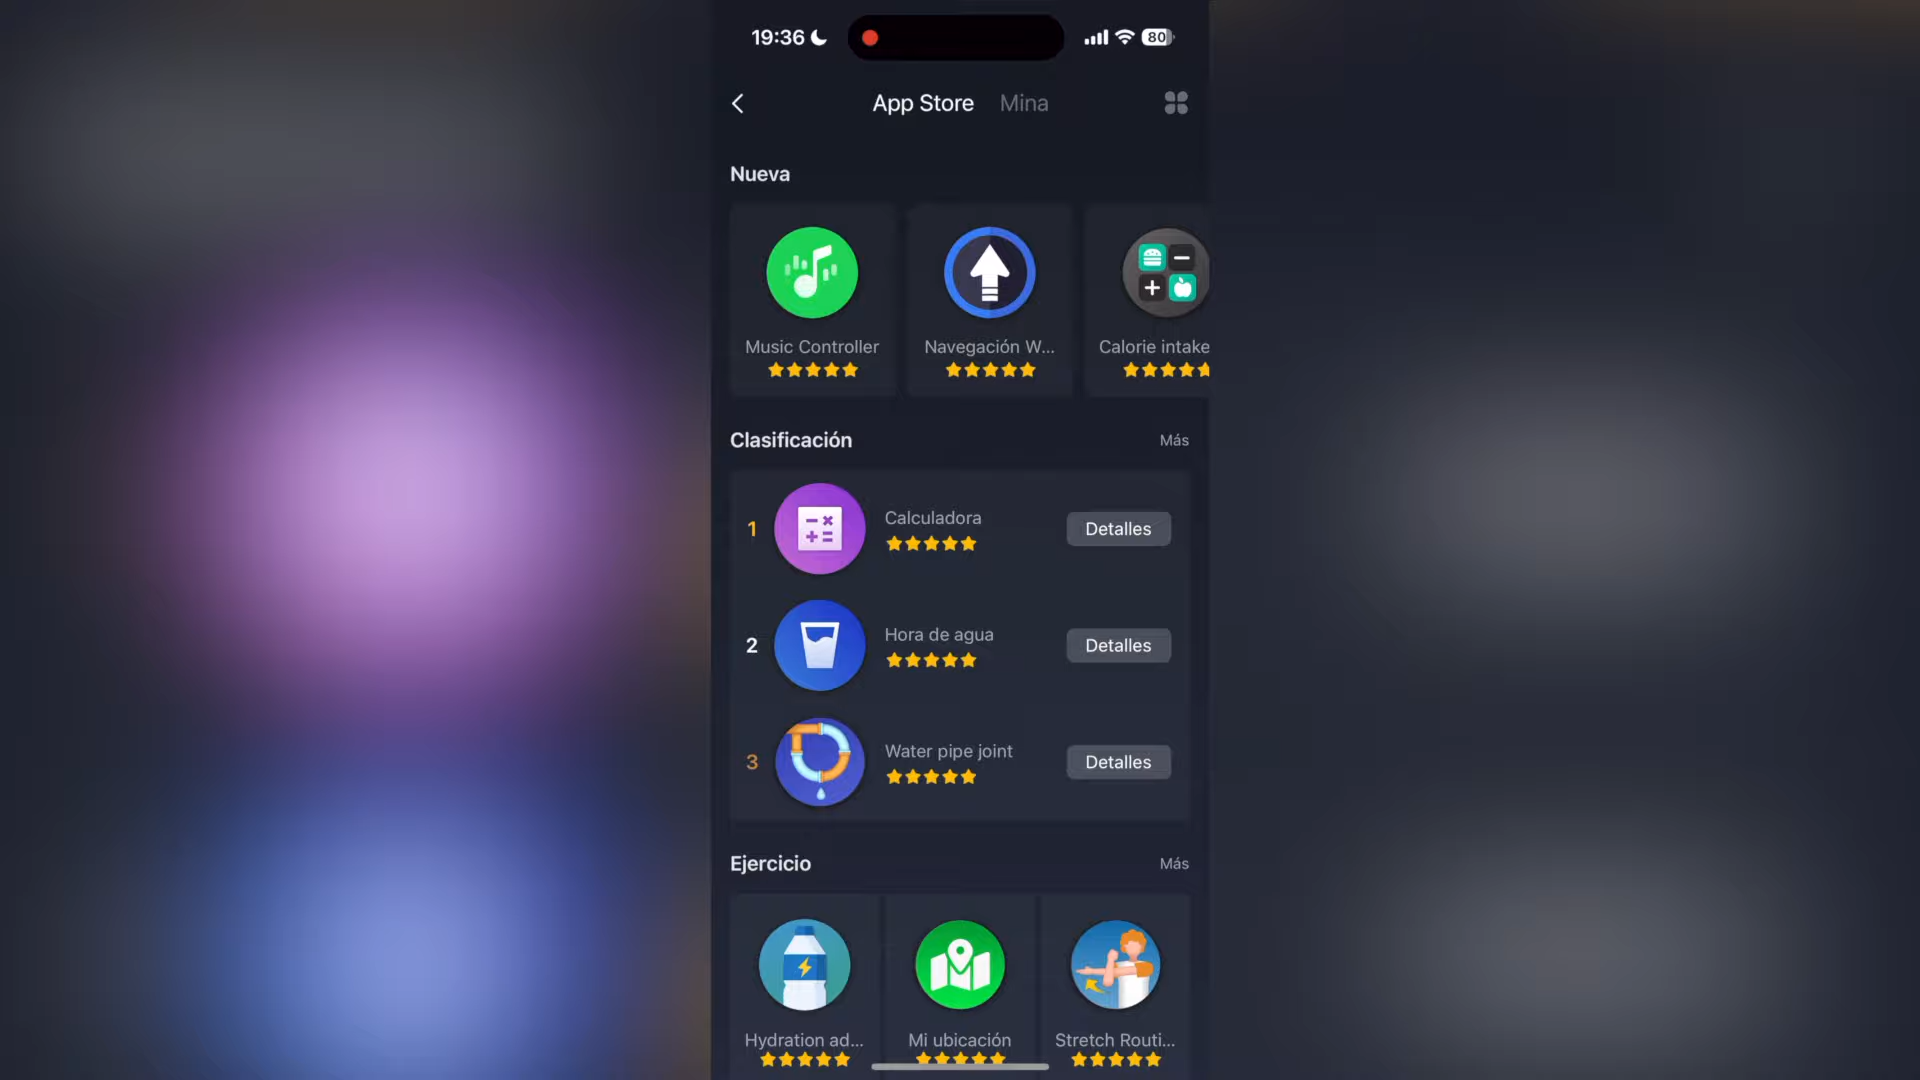 19:36
80
App Store Mina
Nueva
Music Controller
Navegación W...
Calorie intake
Clasificación
Más
1
Calculadora
Detalles
2
Hora de agua
Detalles
3
Water pipe joint
Detalles
Ejercicio
Más
Hydration ad...
Mi ubicación
Stretch Routi...